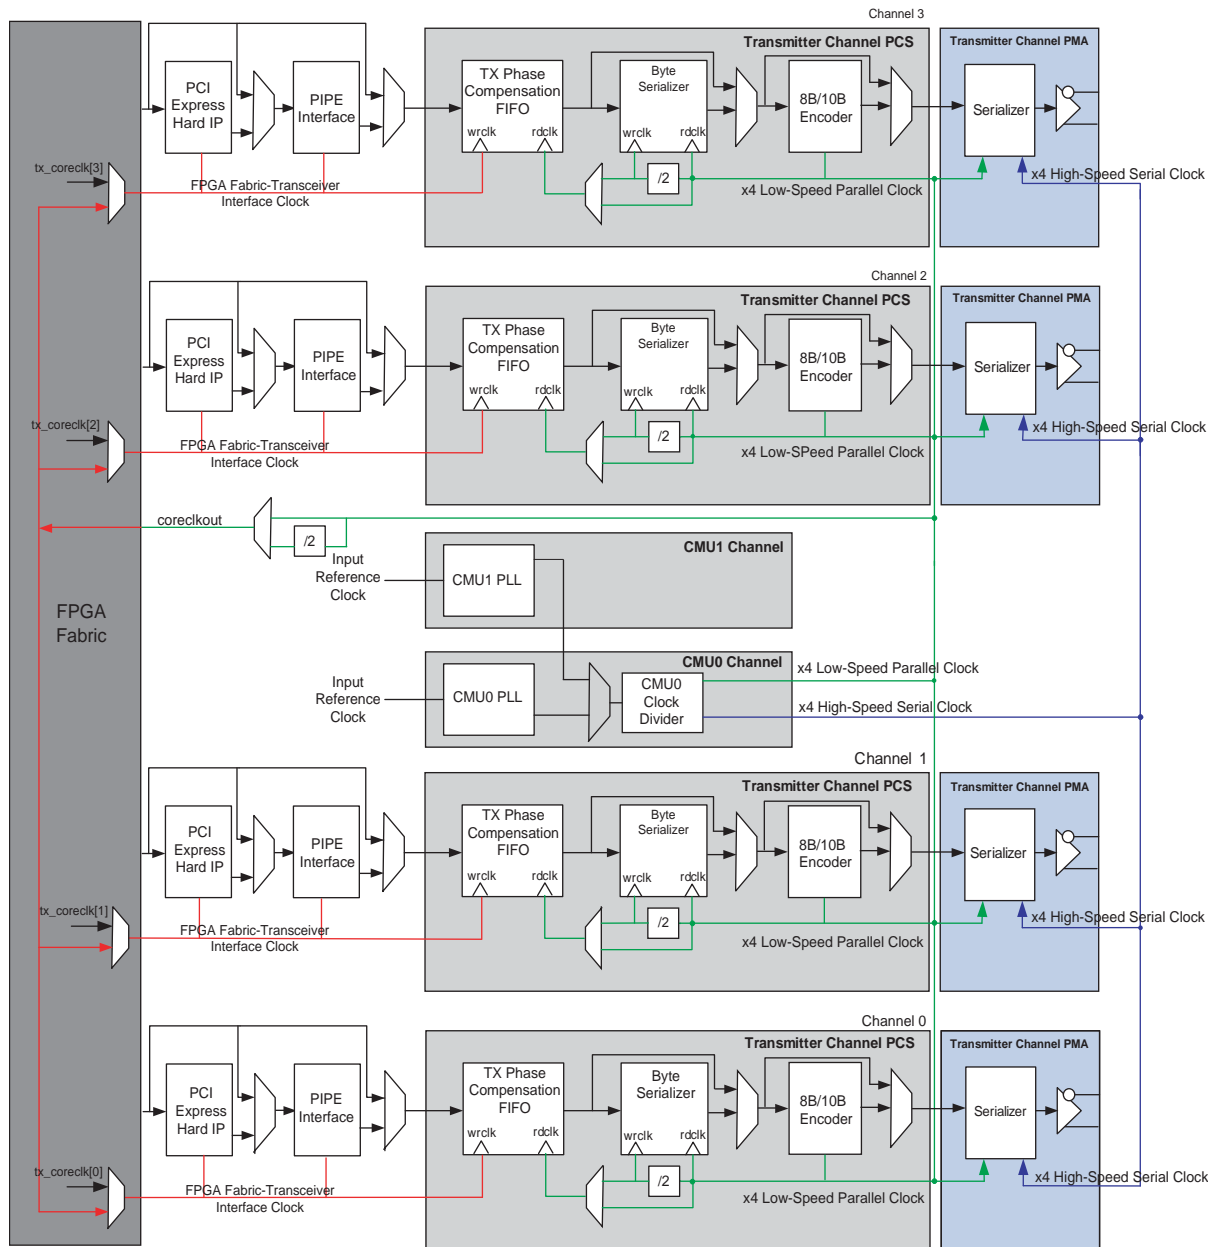 Channel 3
Transmitter Channel PCS
Transmitter Channel PMA
PCI
Express
Hard IP
PIPE
Interface
TX Phase
Compensation
FIFO
wrclk
rdclk
Byte
Serializer
wrclk
rdclk
/2
8B/10B
Encoder
Serializer
tx_coreclk[3]
FPGA Fabric-Transceiver
Interface Clock
x4 Low-Speed Parallel Clock
x4 High-Speed Serial Clock
Channel 2
Transmitter Channel PCS
Transmitter Channel PMA
PCI
Express
Hard IP
PIPE
Interface
TX Phase
Compensation
FIFO
wrclk
rdclk
Byte
Serializer
wrclk
rdclk
/2
8B/10B
Encoder
Serializer
tx_coreclk[2]
FPGA Fabric-Transceiver
Interface Clock
x4 Low-SPeed Parallel Clock
x4 High-Speed Serial Clock
coreclkout
/2
FPGA
Fabric
Input
Reference
Clock
CMU1 Channel
CMU1 PLL
Input
Reference
Clock
CMU0 Channel
CMU0 PLL
CMU0
Clock
Divider
x4 Low-Speed Parallel Clock
x4 High-Speed Serial Clock
Channel 1
Transmitter Channel PCS
Transmitter Channel PMA
PCI
Express
Hard IP
PIPE
Interface
TX Phase
Compensation
FIFO
wrclk
rdclk
Byte
Serializer
wrclk
rdclk
/2
8B/10B
Encoder
Serializer
tx_coreclk[1]
FPGA Fabric-Transceiver
Interface Clock
x4 Low-Speed Parallel Clock
x4 High-Speed Serial Clock
Channel 0
Transmitter Channel PCS
Transmitter Channel PMA
PCI
Express
Hard IP
PIPE
Interface
TX Phase
Compensation
FIFO
wrclk
rdclk
Byte
Serializer
wrclk
rdclk
/2
8B/10B
Encoder
Serializer
tx_coreclk[0]
FPGA Fabric-Transceiver
Interface Clock
x4 Low-Speed Parallel Clock
x4 High-Speed Serial Clock